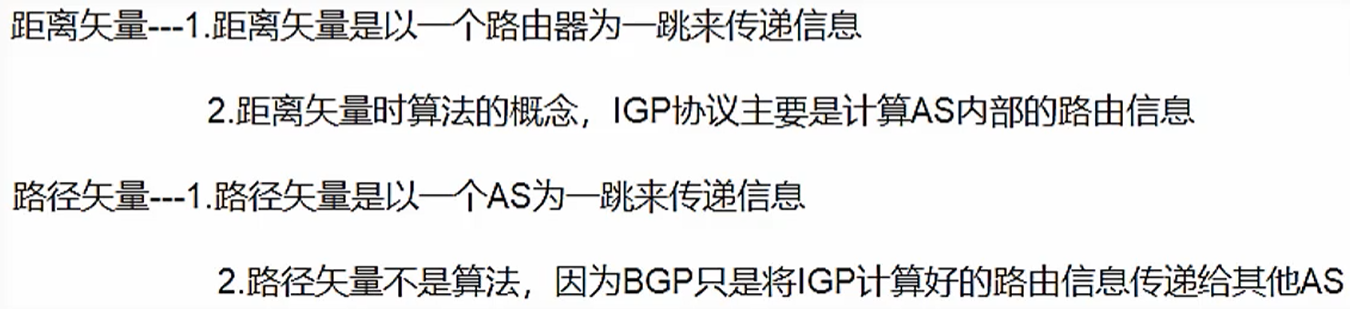 距离矢量---1.距离矢量是以一个路由器为一跳来传递信息
2.距离矢量时算法的概念，IGP协议主要是计算AS内部的路由信息
路径矢量---1.路径矢量是以一个AS为一跳来传递信息
2.路径矢量不是算法，因为BGP只是将IGP计算好的路由信息传递给其他AS